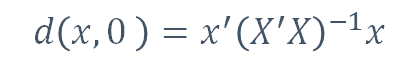 d(x, 0 ) = x′(X′X)⁻¹x